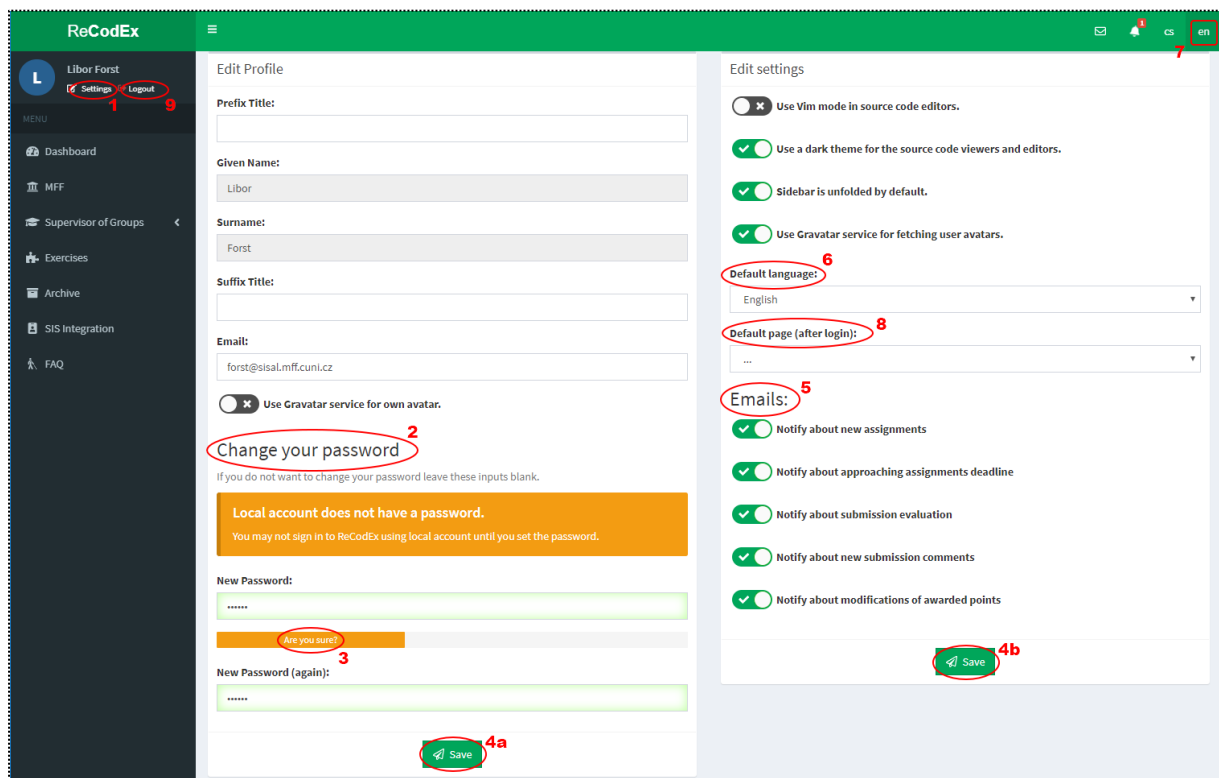 ReCodEx
1
cs
en
7
L
Libor Forst
Settings
Logout
1
9
MENU
Dashboard
MFF
Supervisor of Groups
Exercises
Archive
SIS Integration
FAQ
Edit Profile
Prefix Title:
Given Name:
Libor
Surname:
Forst
Suffix Title:
Email:
forst@sisal.mff.cuni.cz
Use Gravatar service for own avatar.
2
Change your password
If you do not want to change your password leave these inputs blank.
Local account does not have a password.
You may not sign in to ReCodEx using local account until you set the password.
New Password:
••••••
Are you sure?
3
New Password (again):
••••••
Save
4a
Edit settings
Use Vim mode in source code editors.
Use a dark theme for the source code viewers and editors.
Sidebar is unfolded by default.
Use Gravatar service for fetching user avatars.
6
Default language:
English
Default page (after login):
8
...
Emails:
5
Notify about new assignments
Notify about approaching assignments deadline
Notify about submission evaluation
Notify about new submission comments
Notify about modifications of awarded points
Save
4b